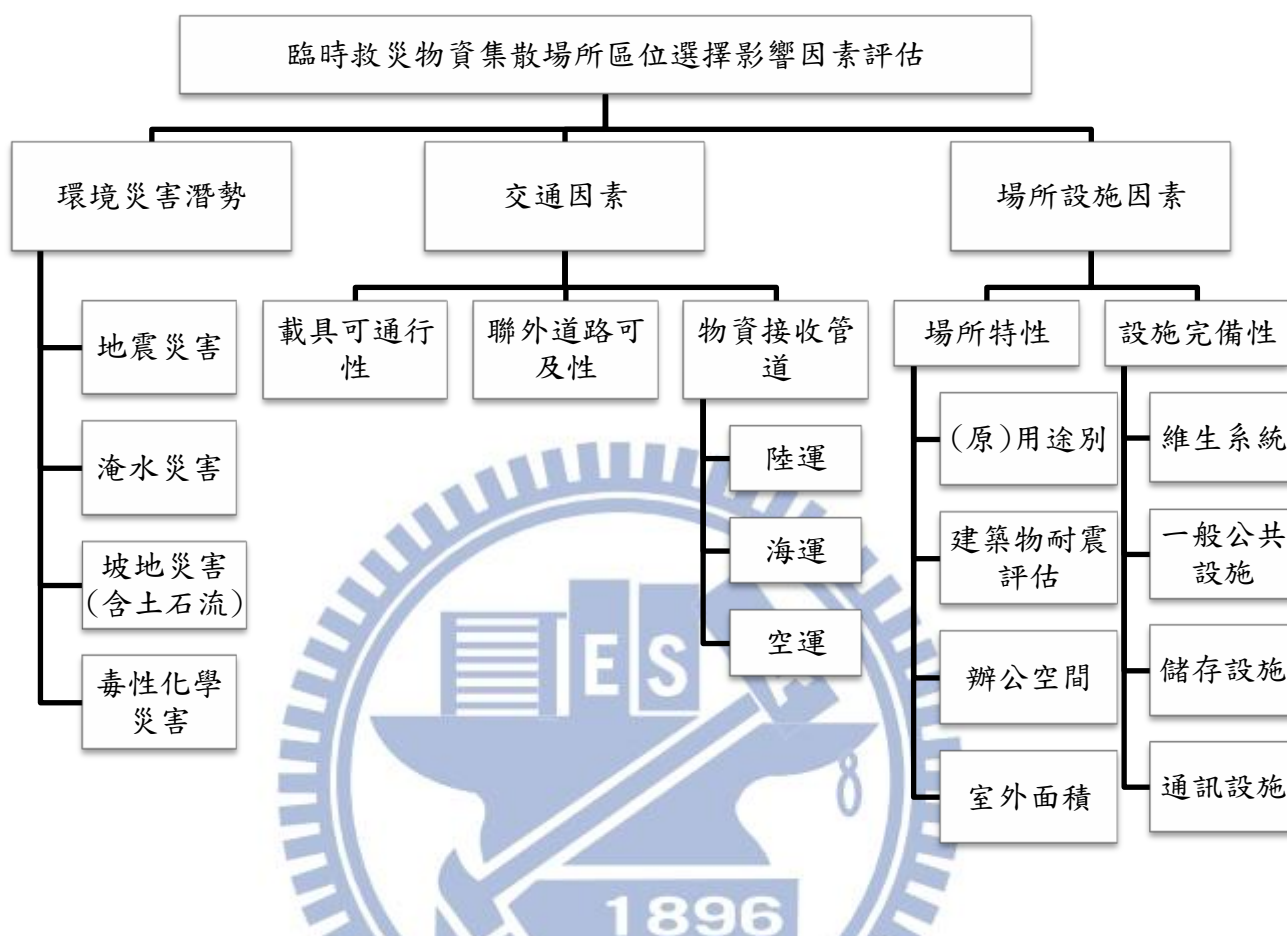 臨時救災物資集散場所區位選擇影響因素評估
環境災害潛勢
地震災害
淹水災害
坡地災害
(含土石流)
毒性化學
災害
交通因素
載具可通行
性
聯外道路可
及性
物資接收管
道
陸運
海運
空運
場所設施因素
場所特性
(原)用途別
建築物耐震
評估
辦公空間
室外面積
設施完備性
維生系統
一般公共
設施
儲存設施
通訊設施
ES
8
1896